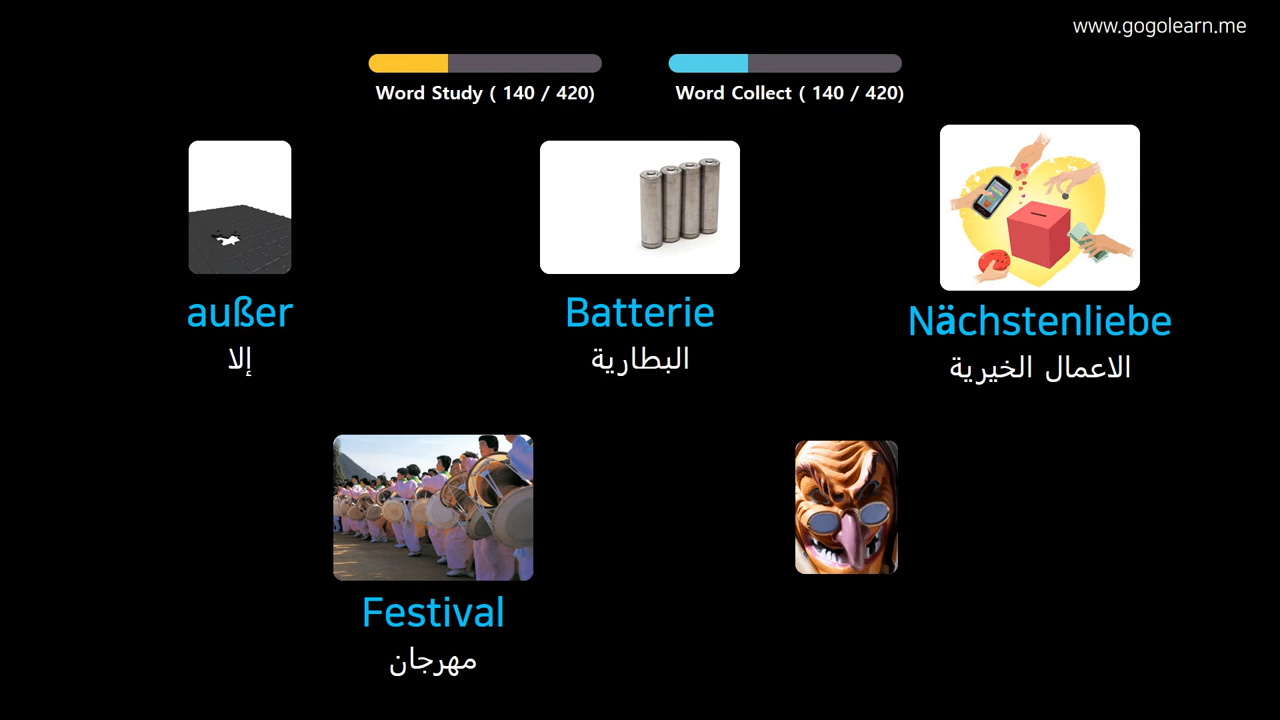 www.gogolearn.me
Word Study ( 140 / 420)
Word Collect ( 140 / 420)
außer
إلا
Batterie
البطارية
Nächstenliebe
الاعمال الخيرية
Festival
مهرجان